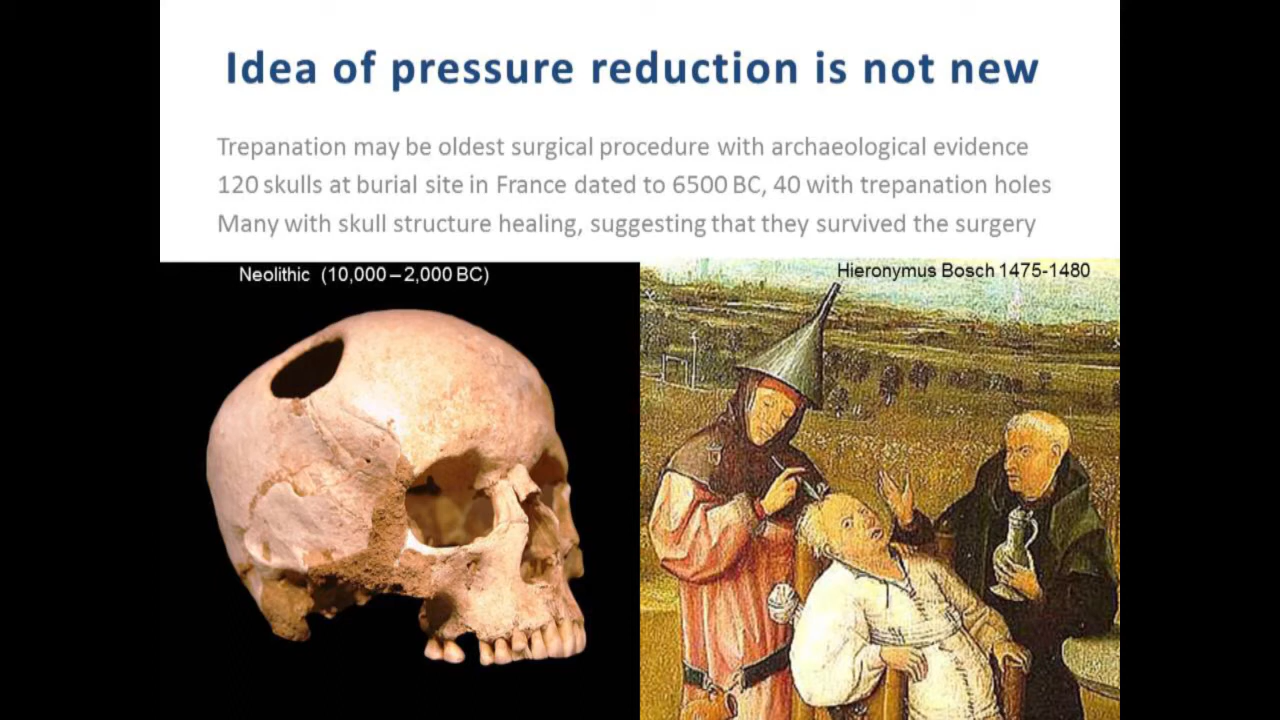 Idea of pressure reduction is not new
Trepanation may be oldest surgical procedure with archaeological evidence
120 skulls at burial site in France dated to 6500 BC, 40 with trepanation holes
Many with skull structure healing, suggesting that they survived the surgery
Neolithic (10,000 – 2,000 BC)
Hieronymus Bosch 1475-1480